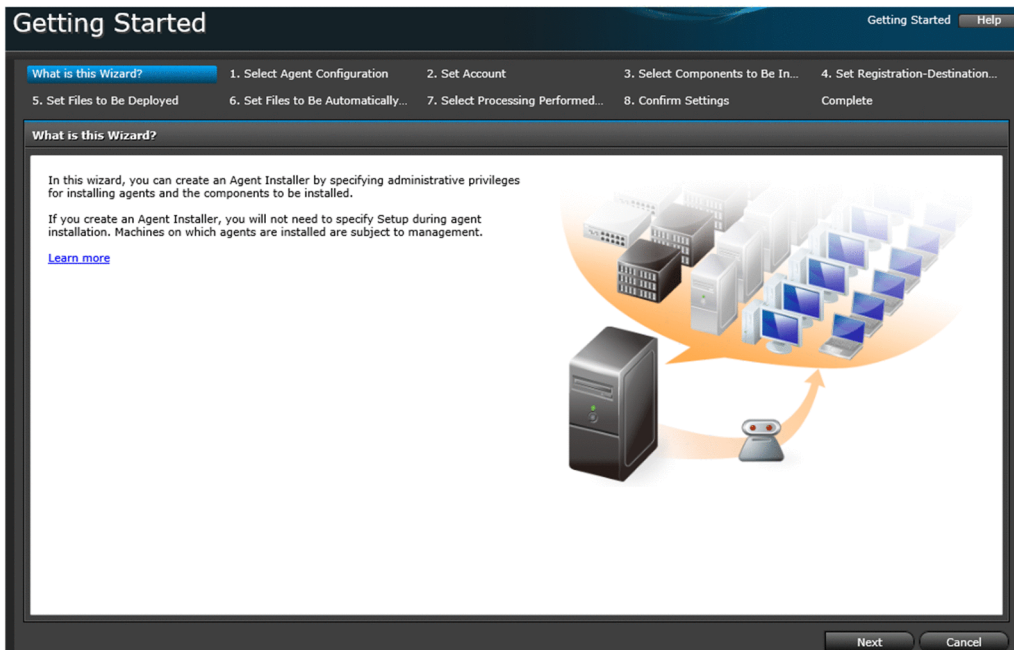 Getting Started
Getting Started Help
What is this Wizard? 1. Select Agent Configuration 2. Set Account 3. Select Components to Be In... 4. Set Registration-Destination...
5. Set Files to Be Deployed 6. Set Files to Be Automatically... 7. Select Processing Performed... 8. Confirm Settings Complete
What is this Wizard?
In this wizard, you can create an Agent Installer by specifying administrative privileges
for installing agents and the components to be installed.
If you create an Agent Installer, you will not need to specify Setup during agent
installation. Machines on which agents are installed are subject to management.
Learn more
Next Cancel